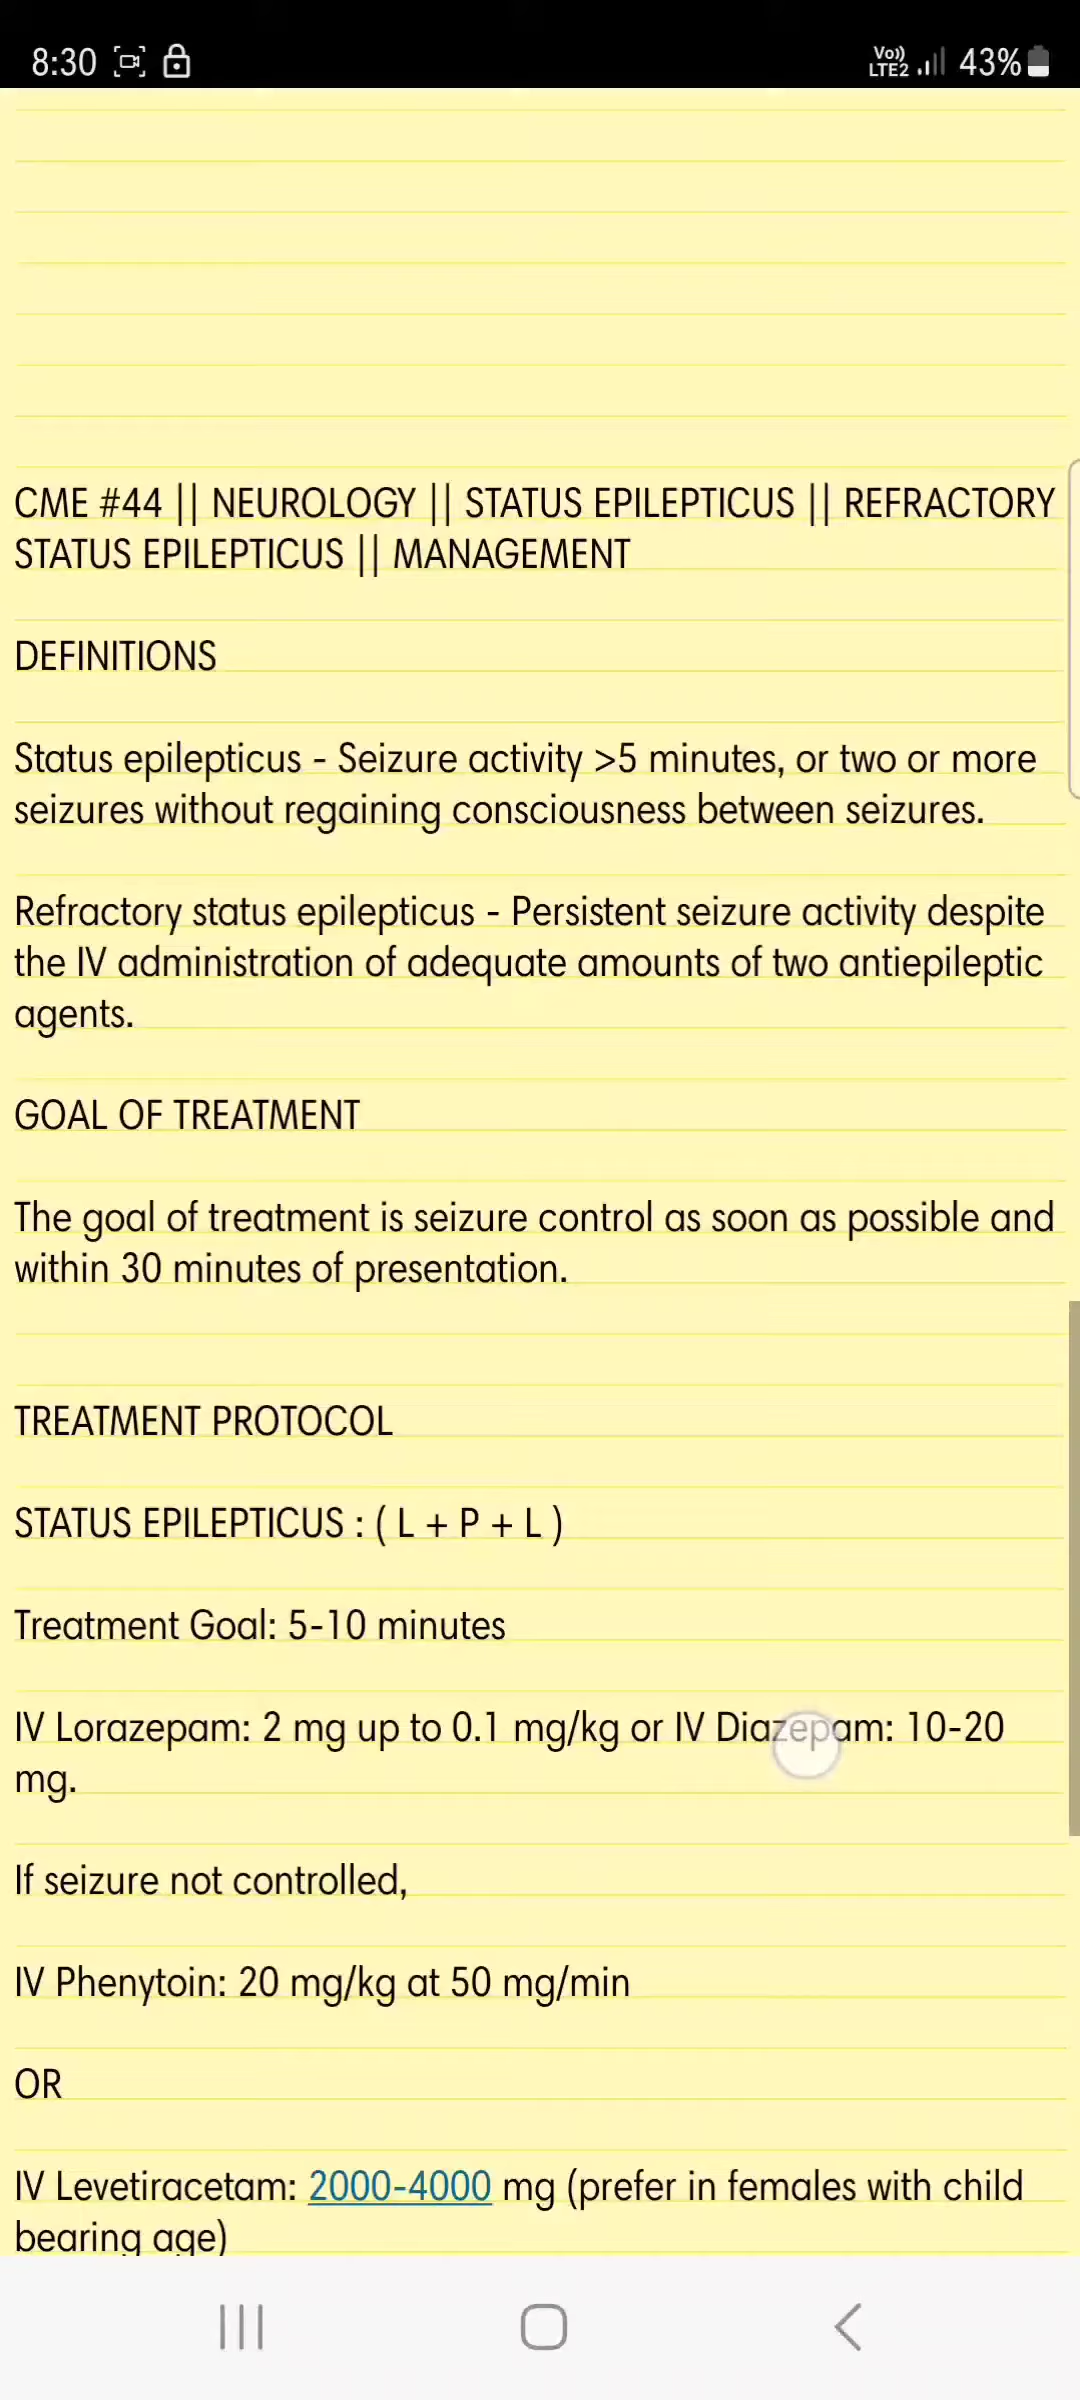 8:30
Vo)) LTE2 43%
CME #44 || NEUROLOGY || STATUS EPILEPTICUS || REFRACTORY
STATUS EPILEPTICUS || MANAGEMENT
DEFINITIONS
Status epilepticus - Seizure activity >5 minutes, or two or more
seizures without regaining consciousness between seizures.
Refractory status epilepticus - Persistent seizure activity despite
the IV administration of adequate amounts of two antiepileptic
agents.
GOAL OF TREATMENT
The goal of treatment is seizure control as soon as possible and
within 30 minutes of presentation.
TREATMENT PROTOCOL
STATUS EPILEPTICUS : ( L + P + L )
Treatment Goal: 5-10 minutes
IV Lorazepam: 2 mg up to 0.1 mg/kg or IV Diazepam: 10-20
mg.
If seizure not controlled,
IV Phenytoin: 20 mg/kg at 50 mg/min
OR
IV Levetiracetam: 2000-4000 mg (prefer in females with child
bearing age)